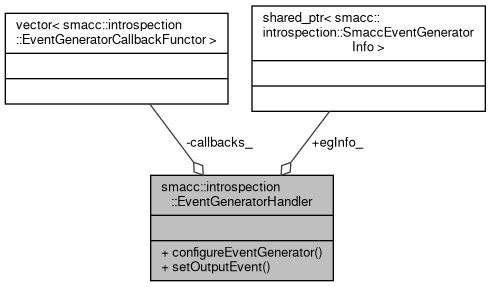 vector< smacc::introspection
::EventGeneratorCallbackFunctor >
shared_ptr< smacc::
introspection::SmaccEventGenerator
Info >
-callbacks_
+egInfo_
smacc::introspection
::EventGeneratorHandler
+ configureEventGenerator()
+ setOutputEvent()